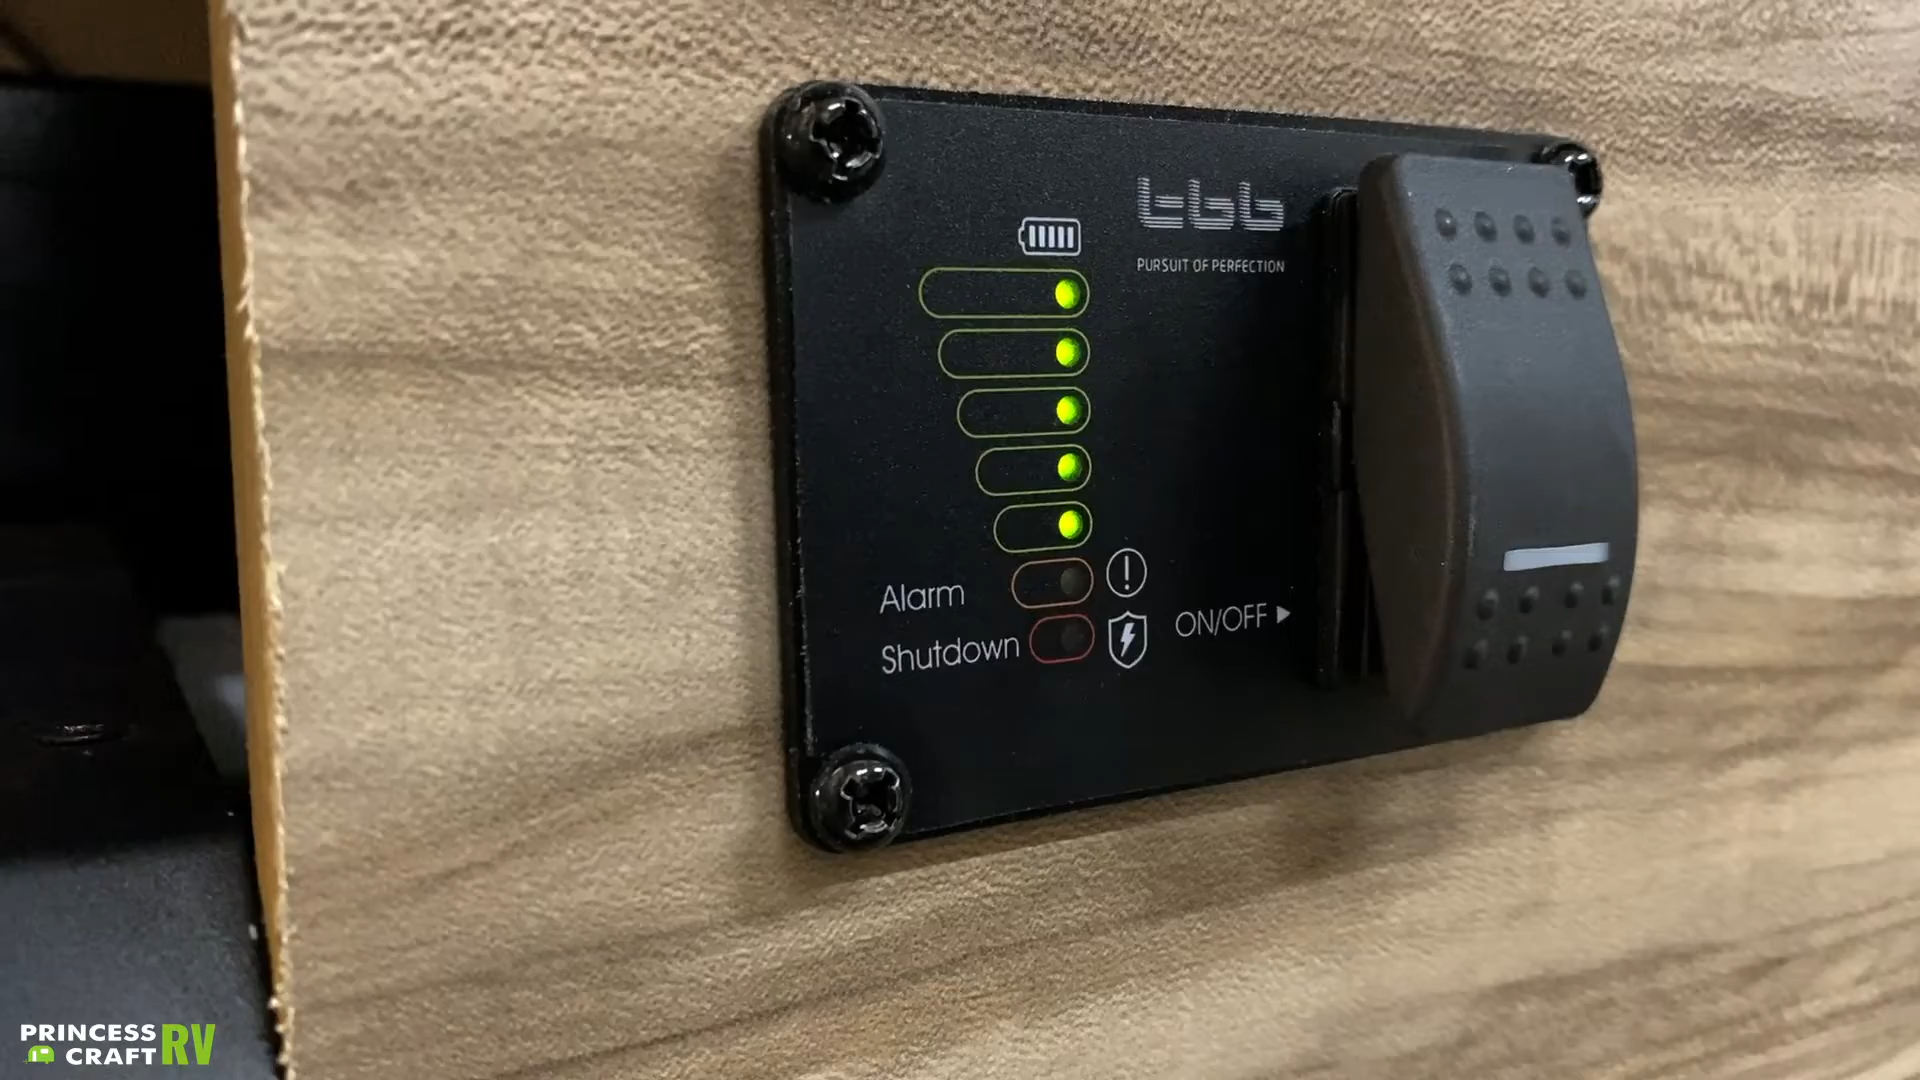 tbb
PURSUIT OF PERFECTION
Alarm
Shutdown
ON/OFF
PRINCESS
CRAFT RV